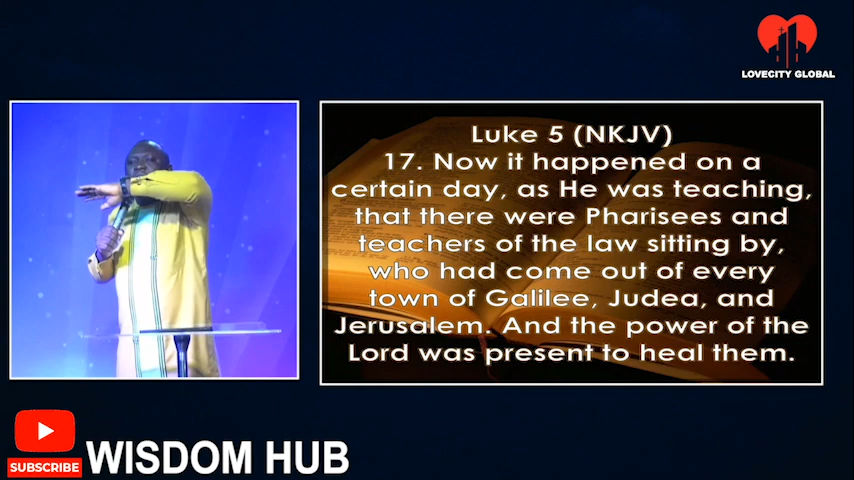 LOVECITY GLOBAL
Luke 5 (NKJV)
17. Now it happened on a
certain day, as He was teaching,
that there were Pharisees and
teachers of the law sitting by,
who had come out of every
town of Galilee, Judea, and
Jerusalem. And the power of the
Lord was present to heal them.
SUBSCRIBE
WISDOM HUB